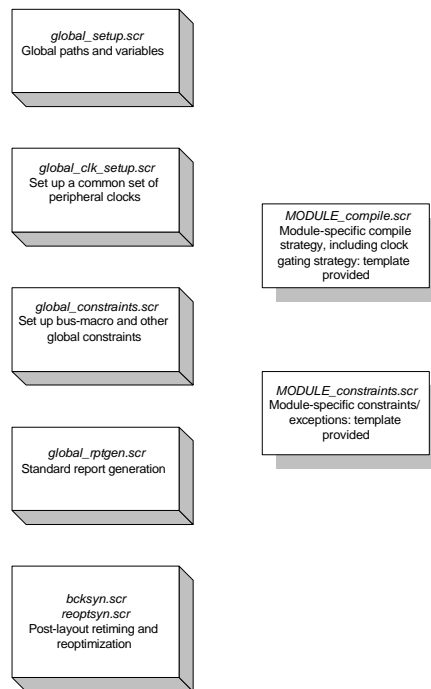 global_setup.scr
Global paths and variables
global_clk_setup.scr
Set up a common set of
peripheral clocks
global_constraints.scr
Set up bus-macro and other
global constraints
global_rptgen.scr
Standard report generation
bcksyn.scr
reoptsyn.scr
Post-layout retiming and
reoptimization
MODULE_compile.scr
Module-specific compile
strategy, including clock
gating strategy: template
provided
MODULE_constraints.scr
Module-specific constraints/
exceptions: template
provided